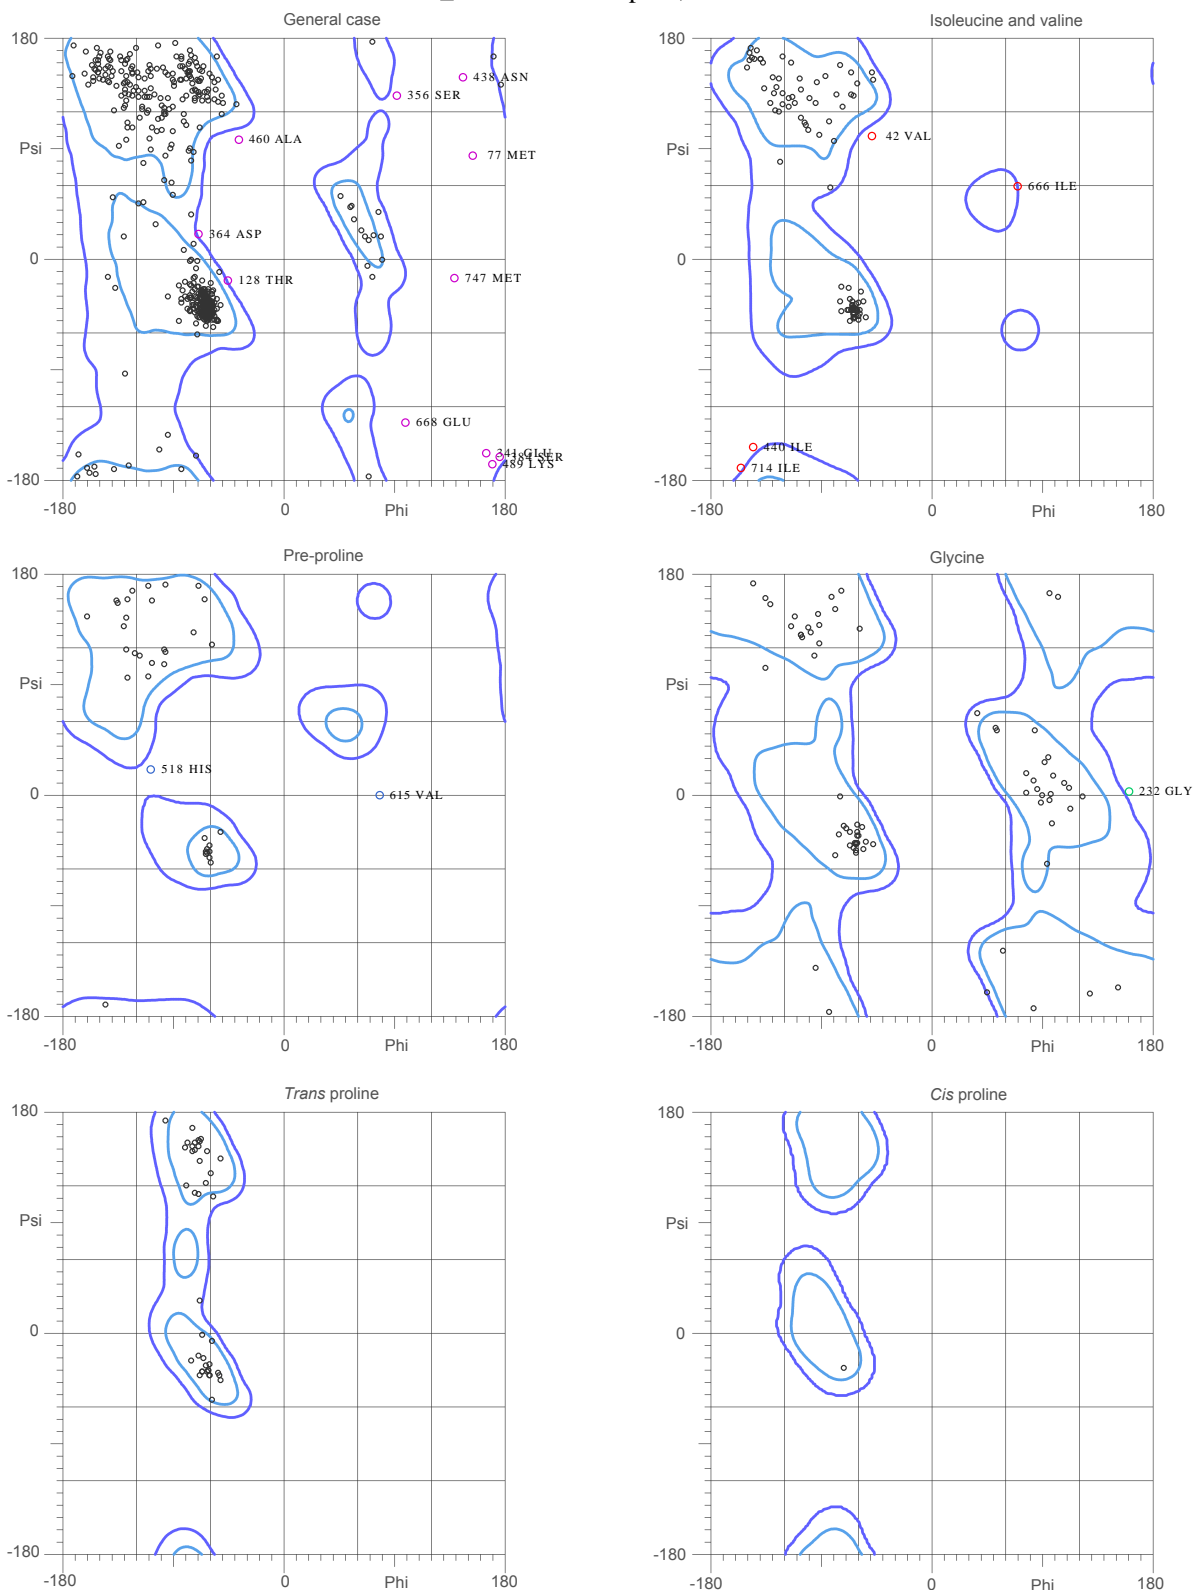 General case
180
Psi
0
-180
-180
0
Phi
180
438 ASN
356 SER
460 ALA
77 MET
364 ASP
128 THR
747 MET
668 GLU
341 GLU
384 SER
489 LYS
Isoleucine and valine
180
Psi
0
-180
-180
0
Phi
180
42 VAL
666 ILE
440 ILE
714 ILE
Pre-proline
180
Psi
0
-180
-180
0
Phi
180
518 HIS
615 VAL
Glycine
180
Psi
0
-180
-180
0
Phi
180
232 GLY
Trans proline
180
Psi
0
-180
-180
0
Phi
180
Cis proline
180
Psi
0
-180
-180
0
Phi
180